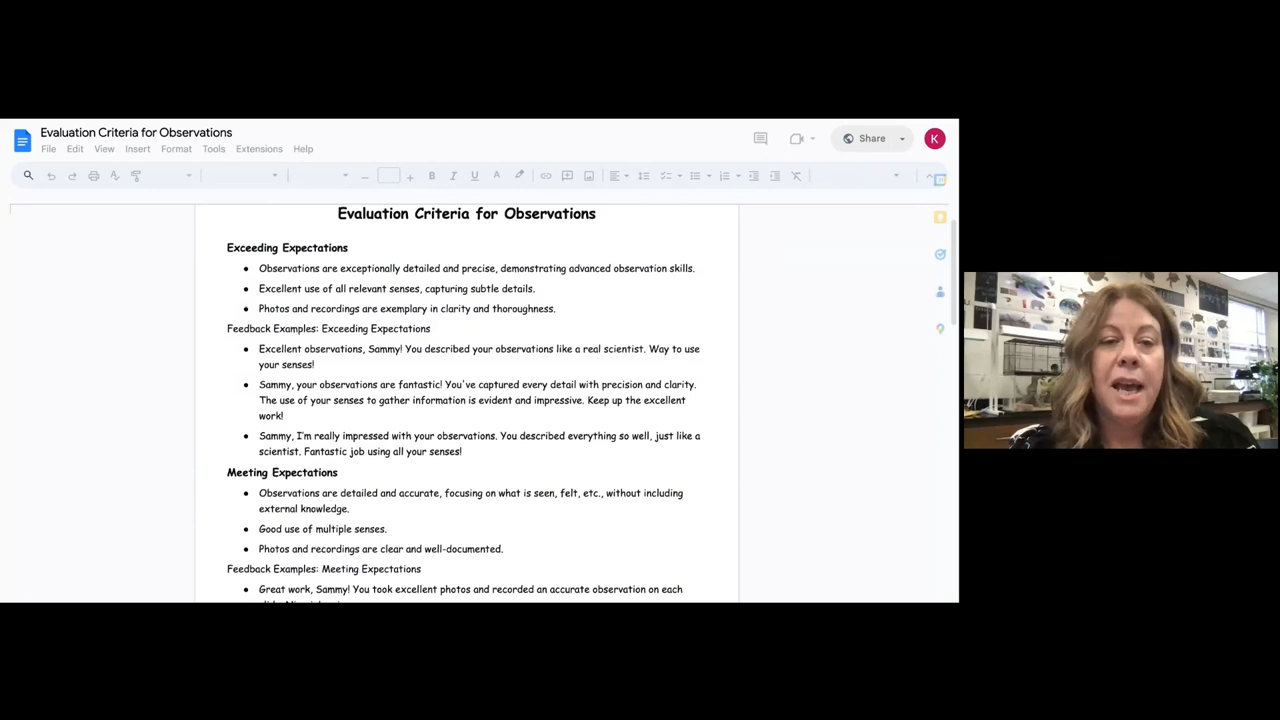 Evaluation Criteria for Observations
File Edit View Insert Format Tools Extensions Help
Share
K
Evaluation Criteria for Observations
Exceeding Expectations
● Observations are exceptionally detailed and precise, demonstrating advanced observation skills.
● Excellent use of all relevant senses, capturing subtle details.
● Photos and recordings are exemplary in clarity and thoroughness.
Feedback Examples: Exceeding Expectations
● Excellent observations, Sammy! You described your observations like a real scientist. Way to use
your senses!
● Sammy, your observations are fantastic! You've captured every detail with precision and clarity.
The use of your senses to gather information is evident and impressive. Keep up the excellent
work!
● Sammy, I'm really impressed with your observations. You described everything so well, just like a
scientist. Fantastic job using all your senses!
Meeting Expectations
● Observations are detailed and accurate, focusing on what is seen, felt, etc., without including
external knowledge.
● Good use of multiple senses.
● Photos and recordings are clear and well-documented.
Feedback Examples: Meeting Expectations
● Great work, Sammy! You took excellent photos and recorded an accurate observation on each